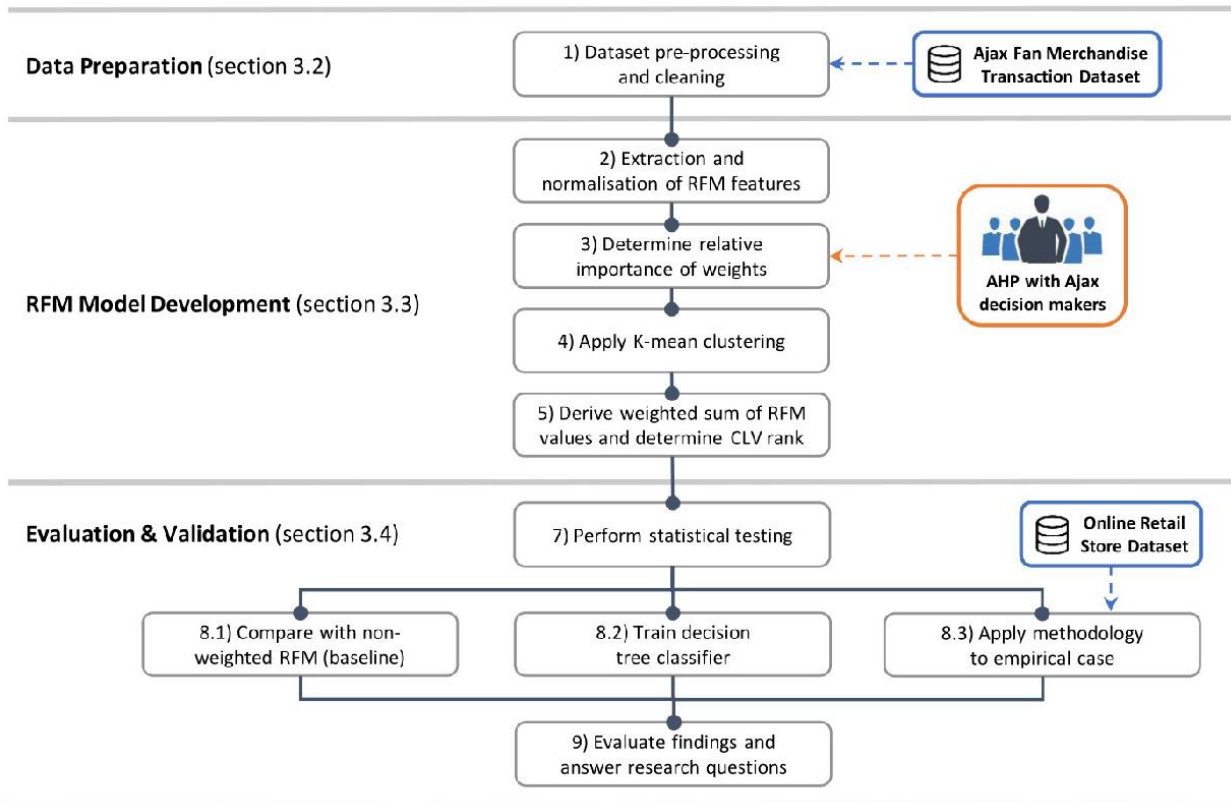 Data Preparation (section 3.2)
1) Dataset pre-processing
and cleaning
Ajax Fan Merchandise
Transaction Dataset
2) Extraction and
normalisation of RFM features
3) Determine relative
importance of weights
AHP with Ajax
decision makers
RFM Model Development (section 3.3)
4) Apply K-mean clustering
5) Derive weighted sum of RFM
values and determine CLV rank
Evaluation & Validation (section 3.4)
7) Perform statistical testing
Online Retail
Store Dataset
8.1) Compare with non-
weighted RFM (baseline)
8.2) Train decision
tree classifier
8.3) Apply methodology
to empirical case
9) Evaluate findings and
answer research questions